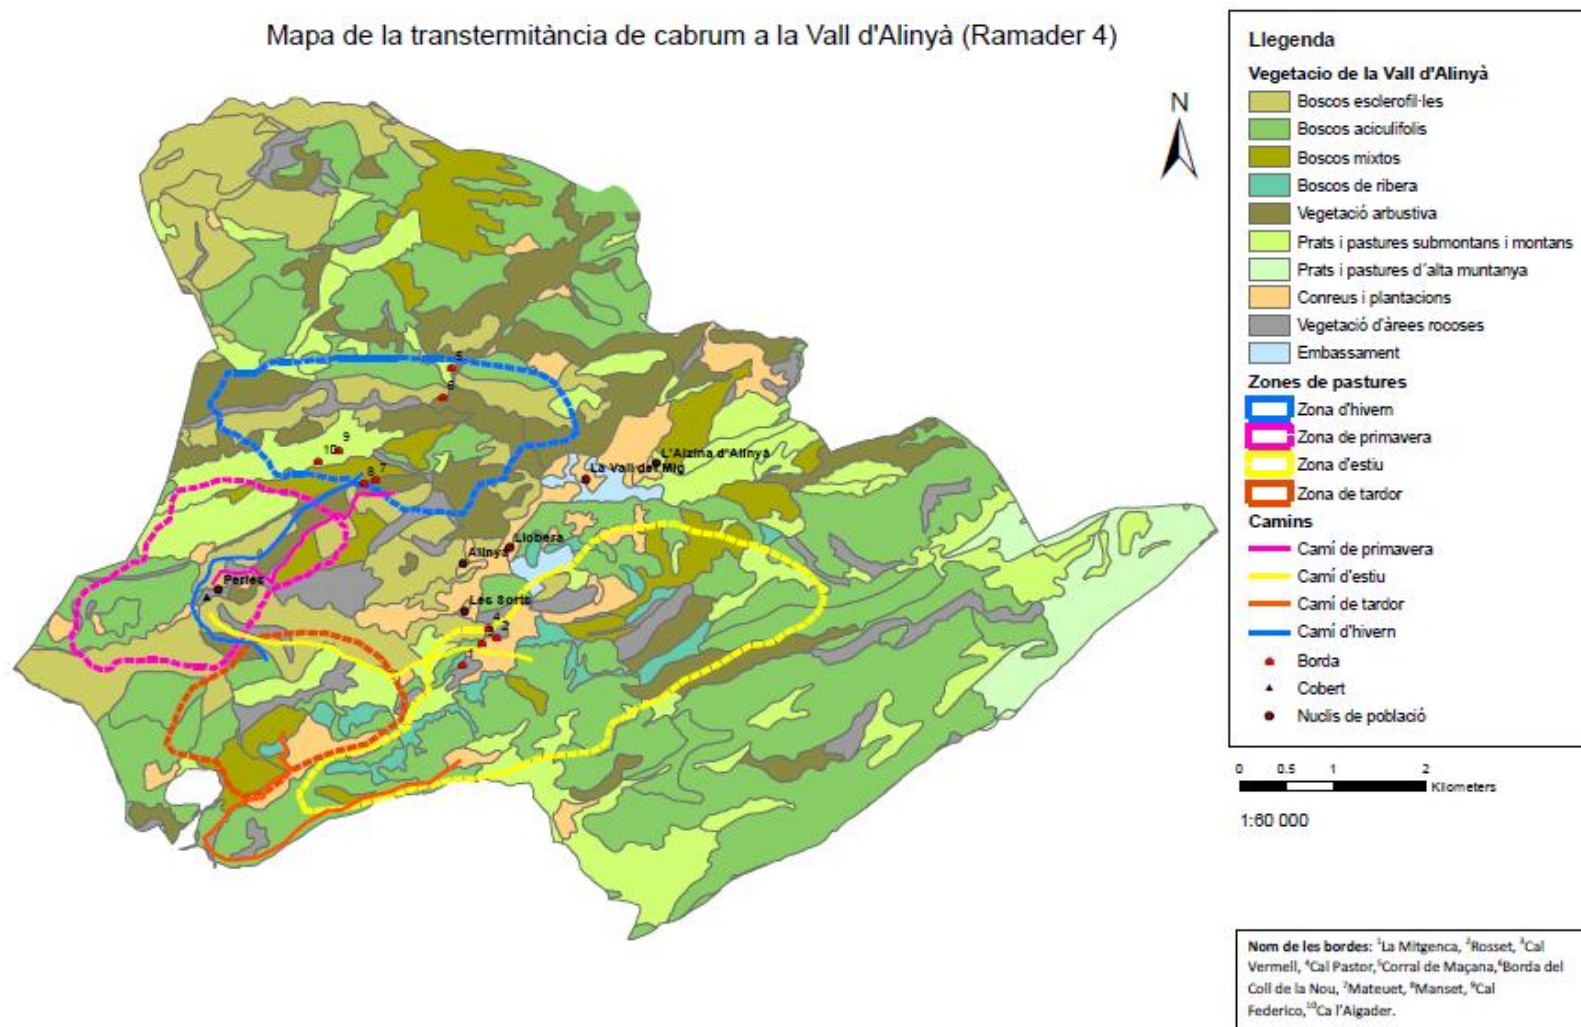 Mapa de la transtermitància de cabrum a la Vall d'Alinyà (Ramader 4)
N
5
6
9
10
8
7
L'Alzina d'Alinyà
La Vall del Mig
Llobera
Alinyà
Perles
Les Sorts
4
2
1
Llegenda
Vegetacio de la Vall d'Alinyà
Boscos esclerofil·les
Boscos aciculifolis
Boscos mixtos
Boscos de ribera
Vegetació arbustiva
Prats i pastures submontans i montans
Prats i pastures d´alta muntanya
Conreus i plantacions
Vegetació d'àrees rocoses
Embassament
Zones de pastures
Zona d'hivern
Zona de primavera
Zona d'estiu
Zona de tardor
Camins
Camí de primavera
Camí d'estiu
Camí de tardor
Camí d'hivern
Borda
Cobert
Nuclis de població
0 0.5 1 2
Kilometers
1:60 000
Nom de les bordes: ¹La Mitgenca, ²Rosset, ³Cal
Vermell, ⁴Cal Pastor,⁵Corral de Maçana,⁶Borda del
Coll de la Nou, ⁷Mateuet, ⁸Manset, ⁹Cal
Federico,¹⁰Ca l'Aigader.